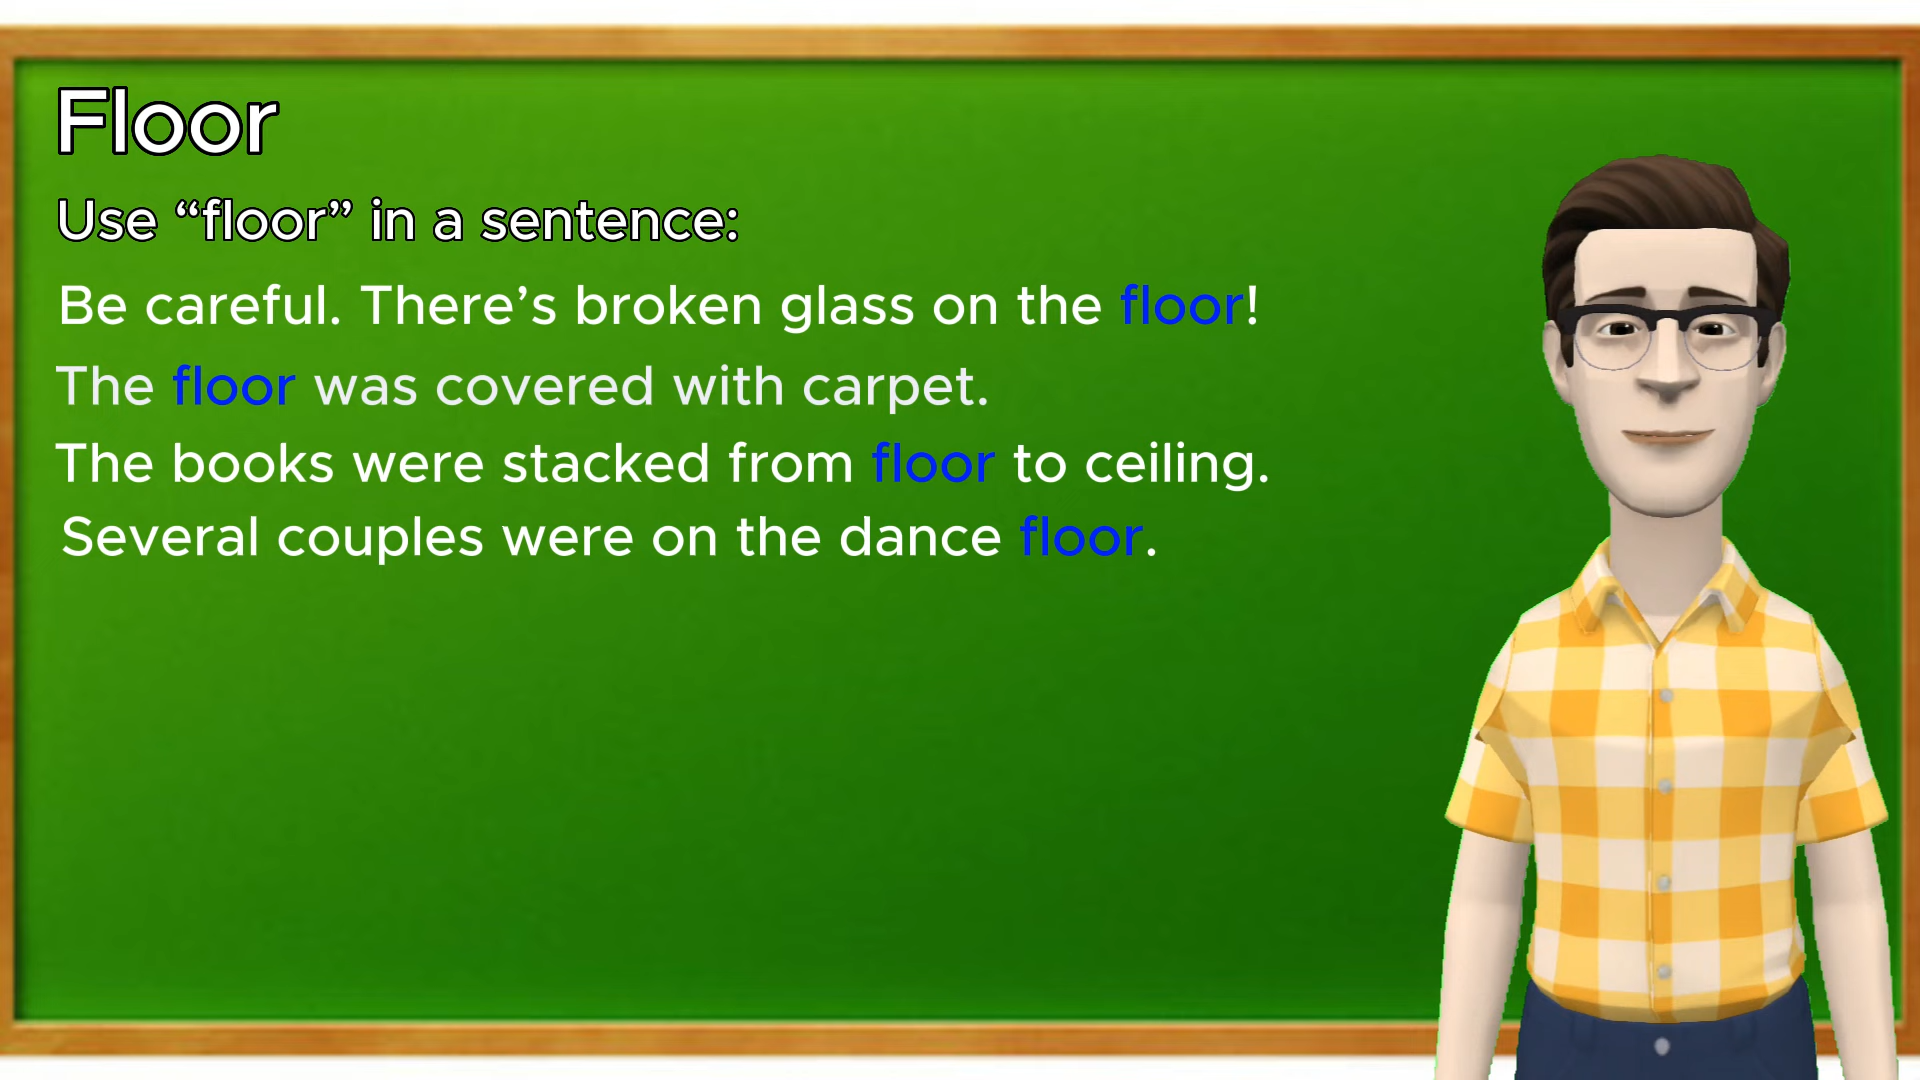 Floor
Use “floor” in a sentence:
Be careful. There’s broken glass on the floor!
The floor was covered with carpet.
The books were stacked from floor to ceiling.
Several couples were on the dance floor.